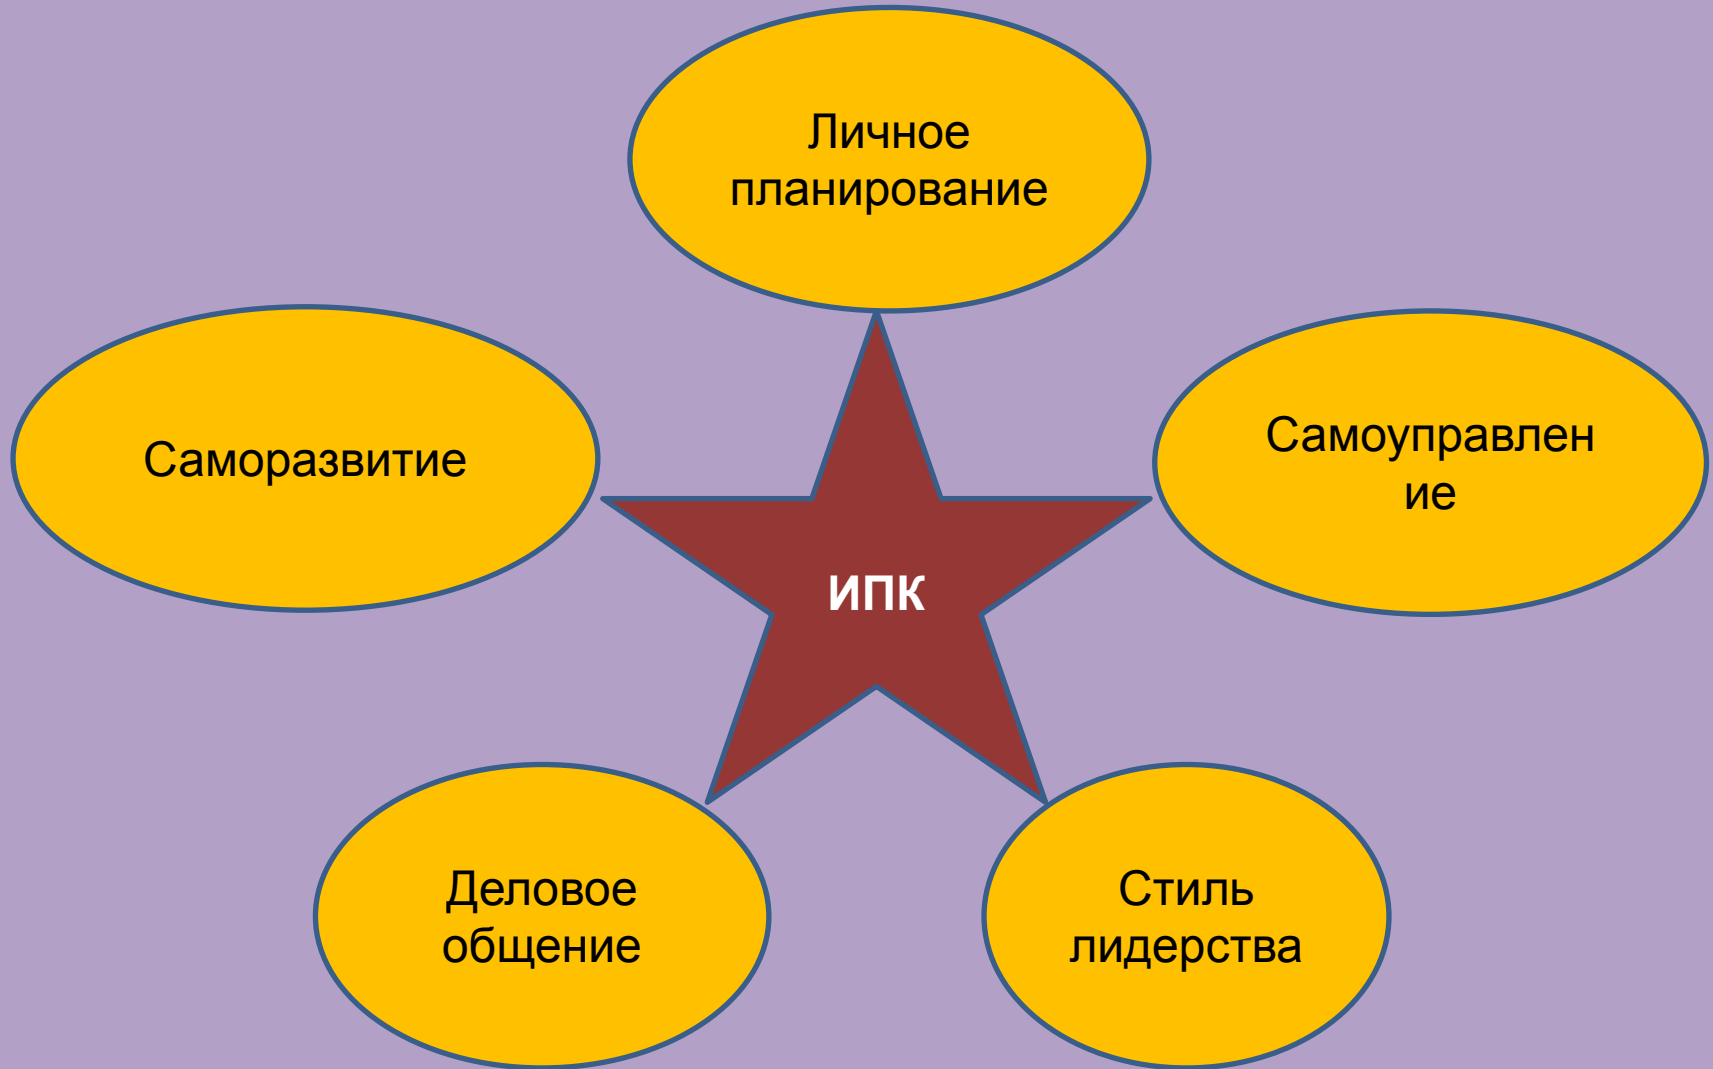 Личное
планирование
Саморазвитие
Самоуправлен
ие
ИПК
Деловое
общение
Стиль
лидерства